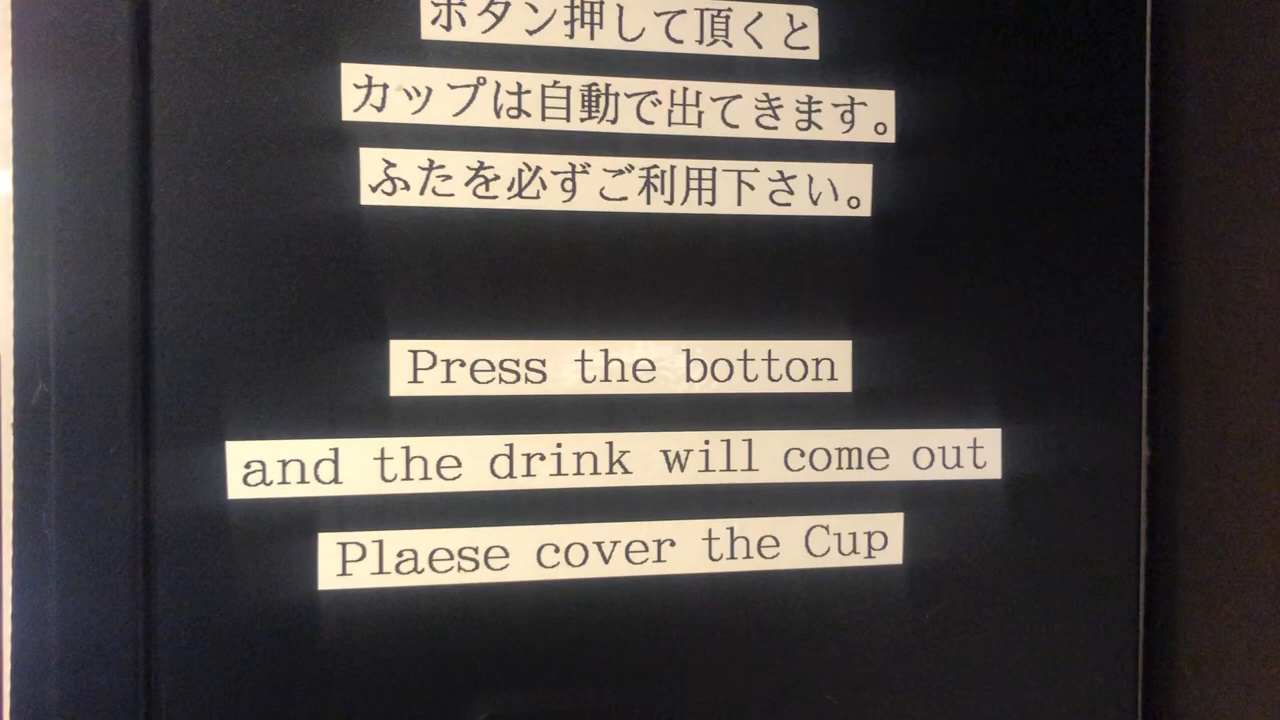 ボタン押して頂くと
カップは自動で出てきます。
ふたを必ずご利用下さい。
Press the botton
and the drink will come out
Plaese cover the Cup